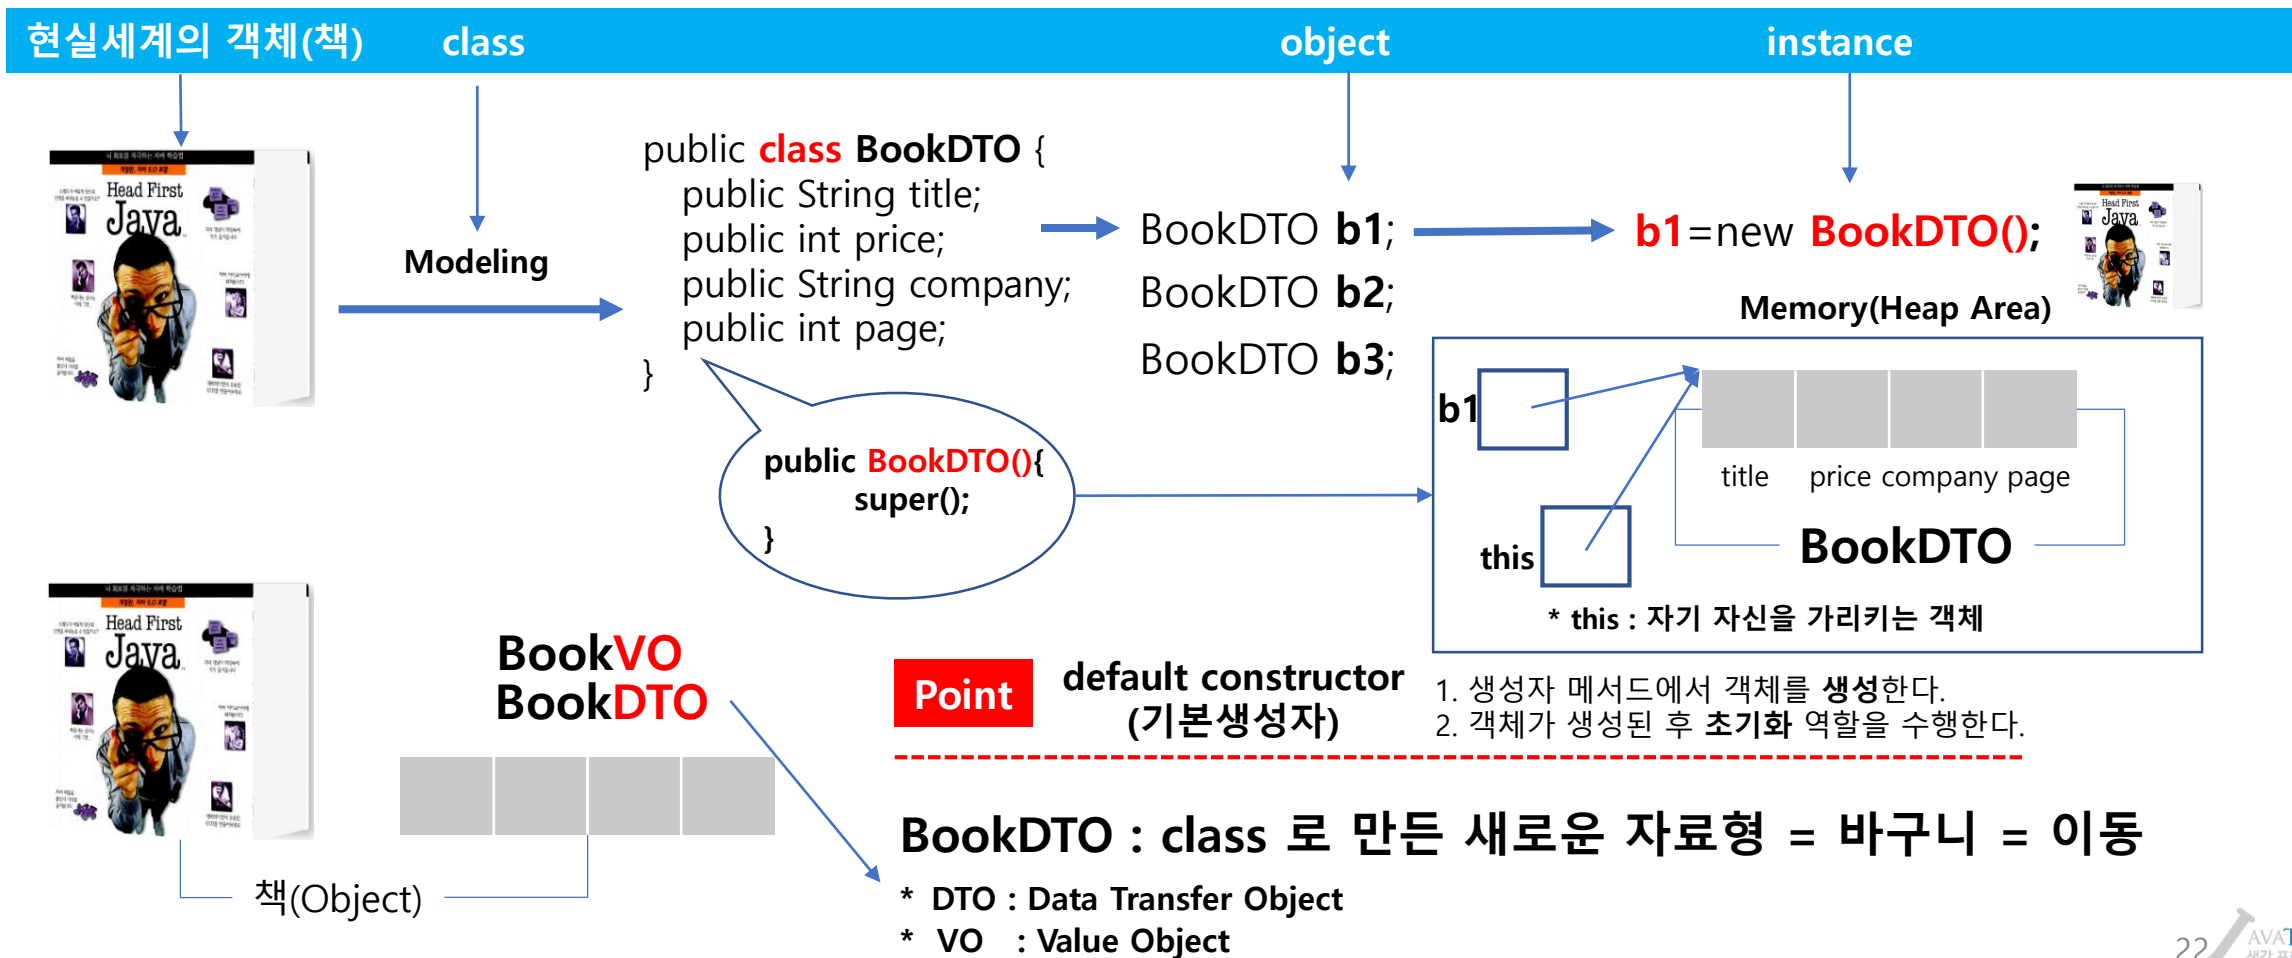 현실세계의 객체(책) class object instance
public class BookDTO {
public String title;
public int price;
public String company;
public int page;
}
Modeling
BookDTO b1;
BookDTO b2;
BookDTO b3;
b1=new BookDTO();
Memory(Heap Area)
Head First
Java
Head First
Java
public BookDTO(){
super();
}
b1
title price company page
this
BookDTO
* this : 자기 자신을 가리키는 객체
Head First
Java
BookVO
BookDTO
책(Object)
Point
default constructor
(기본생성자)
1. 생성자 메서드에서 객체를 생성한다.
2. 객체가 생성된 후 초기화 역할을 수행한다.
BookDTO : class 로 만든 새로운 자료형 = 바구니 = 이동
* DTO : Data Transfer Object
* VO : Value Object
22